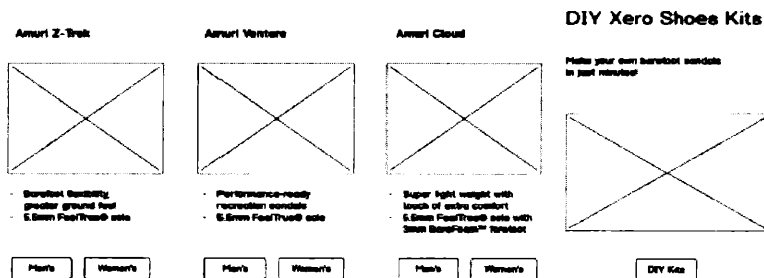 DIY Xero Shoes Kits
Amuri Z-Trek
Amuri Venture
Amuri Cloud
Make your own barefoot sandals
in just minutes!
- Barefoot flexibility,
greater ground feel
- 5.5mm FeelTrue® sole
- Performance-ready
recreation sandals
- 5.5mm FeelTrue® sole
- Super light weight with
touch of extra comfort
- 5.5mm FeelTrue® sole with
3mm BareFoam™ forefoot
Men's
Women's
Men's
Women's
Men's
Women's
DIY Kits